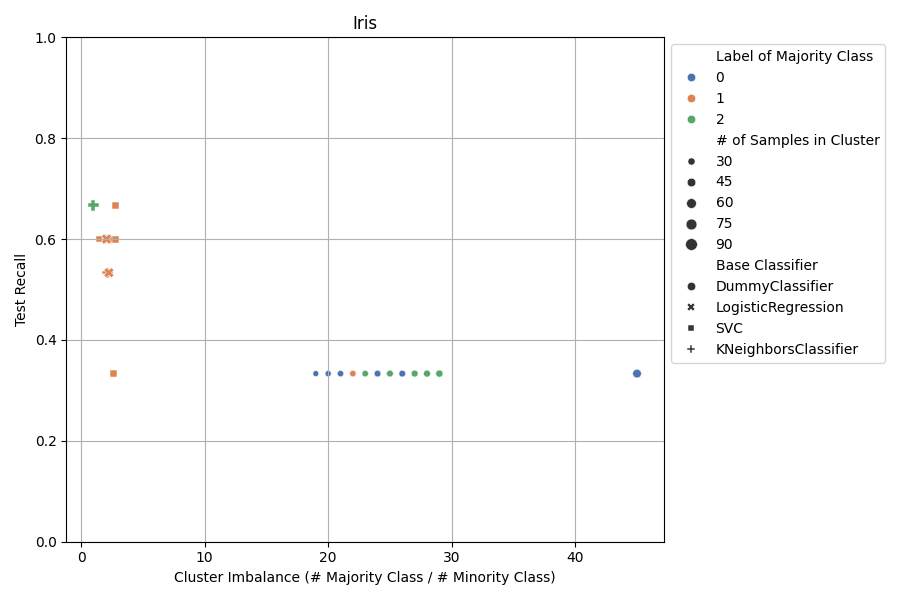 Iris
1.0
0.8
0.6
0.4
0.2
0.0
Test Recall
0
10
20
30
40
Cluster Imbalance (# Majority Class / # Minority Class)
Label of Majority Class
0
1
2
# of Samples in Cluster
30
45
60
75
90
Base Classifier
DummyClassifier
LogisticRegression
SVC
KNeighborsClassifier